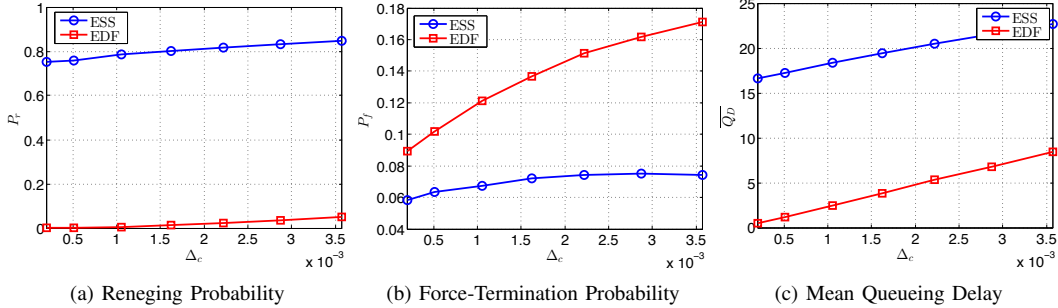 1
0.8
0.6
0.4
0.2
0
P_r
ESS
EDF
0.5 1 1.5 2 2.5 3 3.5
Δ_c
x 10^-3
(a) Reneging Probability
0.18
0.16
0.14
0.12
0.1
0.08
0.06
0.04
P_f
ESS
EDF
0.5 1 1.5 2 2.5 3 3.5
Δ_c
x 10^-3
(b) Force-Termination Probability
25
20
15
10
5
0
Q_D
ESS
EDF
0.5 1 1.5 2 2.5 3 3.5
Δ_c
x 10^-3
(c) Mean Queueing Delay